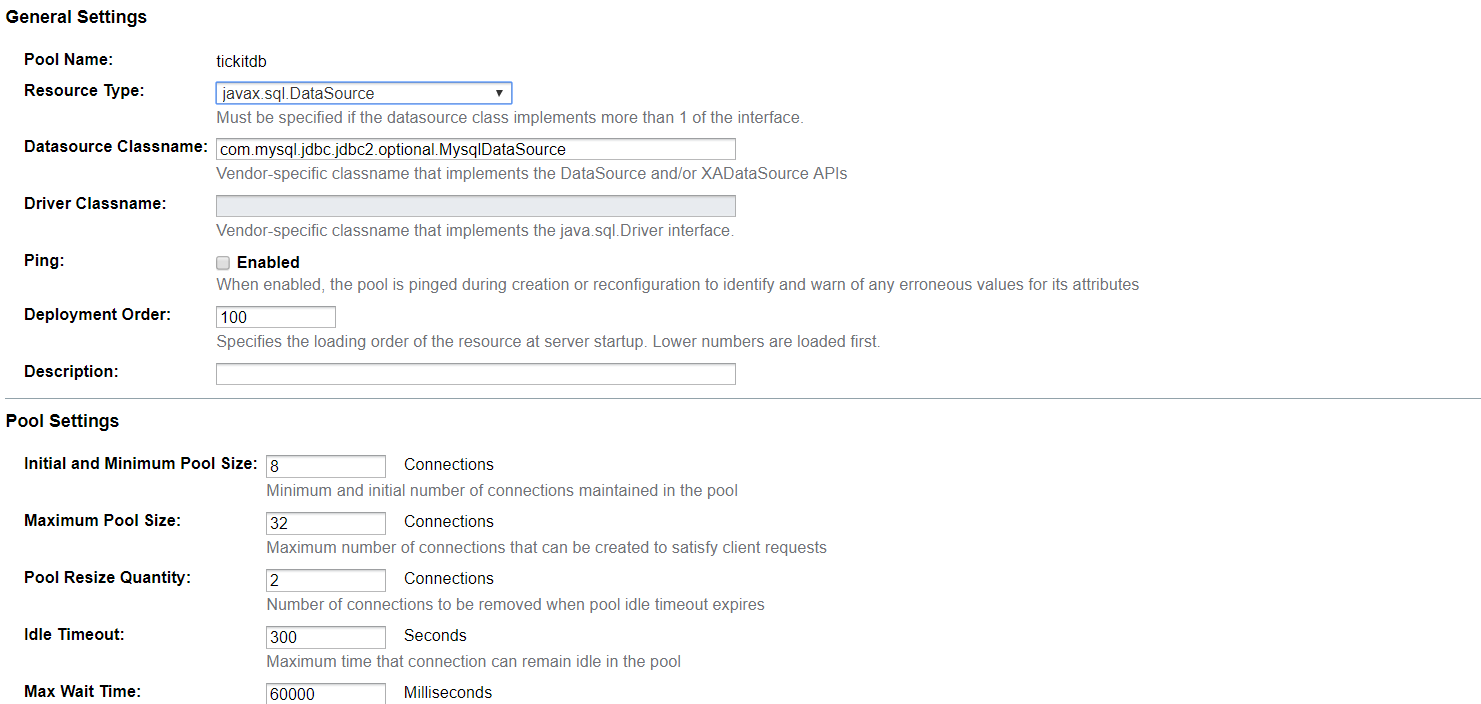 General Settings
Pool Name: tickitdb
Resource Type: javax.sql.DataSource
Must be specified if the datasource class implements more than 1 of the interface.
Datasource Classname: com.mysql.jdbc.jdbc2.optional.MysqlDataSource
Vendor-specific classname that implements the DataSource and/or XADataSource APIs
Driver Classname:
Vendor-specific classname that implements the java.sql.Driver interface.
Ping: Enabled
When enabled, the pool is pinged during creation or reconfiguration to identify and warn of any erroneous values for its attributes
Deployment Order: 100
Specifies the loading order of the resource at server startup. Lower numbers are loaded first.
Description:
Pool Settings
Initial and Minimum Pool Size: 8 Connections
Minimum and initial number of connections maintained in the pool
Maximum Pool Size: 32 Connections
Maximum number of connections that can be created to satisfy client requests
Pool Resize Quantity: 2 Connections
Number of connections to be removed when pool idle timeout expires
Idle Timeout: 300 Seconds
Maximum time that connection can remain idle in the pool
Max Wait Time: 60000 Milliseconds